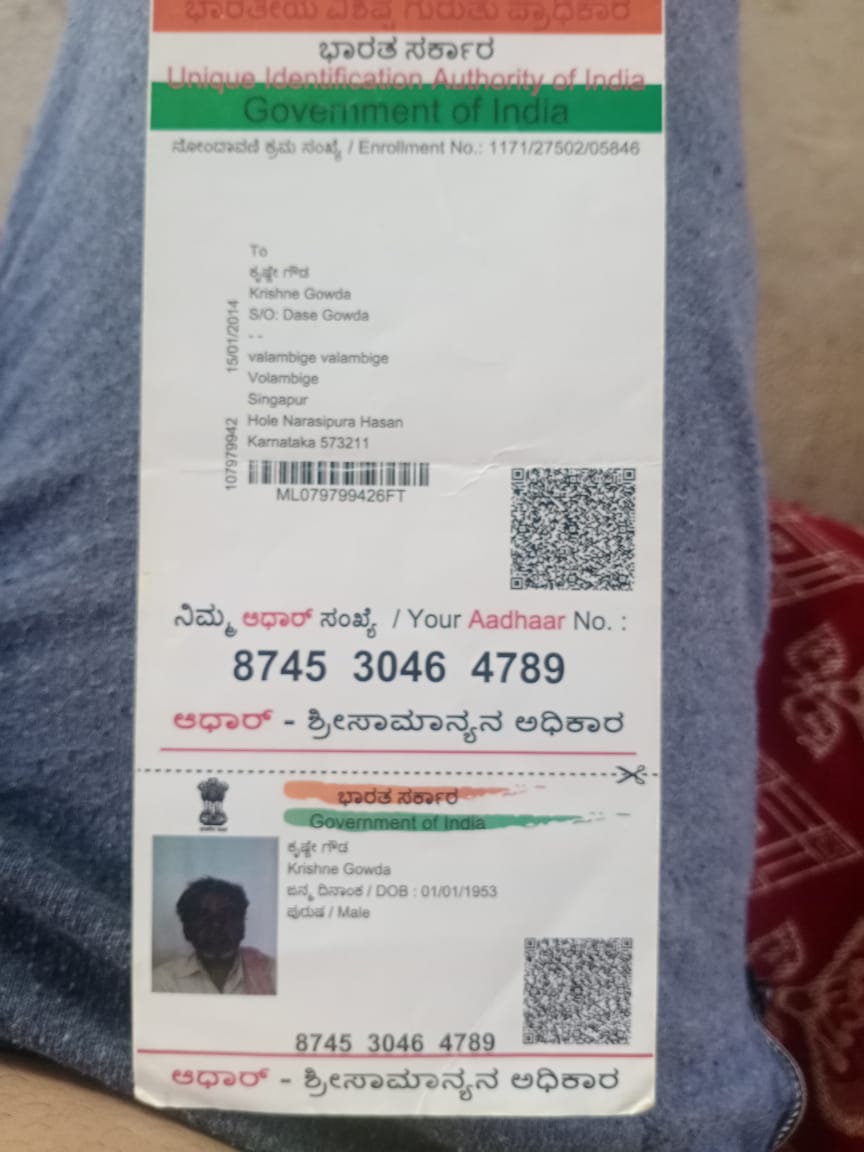 ಭಾರತೀಯ ವಿಶಿಷ್ಟ ಗುರುತು ಪ್ರಾಧಿಕಾರ
ಭಾರತ ಸರ್ಕಾರ
Unique Identification Authority of India
Government of India
ನೋಂದಾವಣಿ ಕ್ರಮ ಸಂಖ್ಯೆ / Enrollment No.: 1171/27502/05846
To
ಕೃಷ್ಣೇ ಗೌಡ
Krishne Gowda
S/O: Dase Gowda
- -
valambige valambige
Volambige
Singapur
Hole Narasipura Hasan
Karnataka 573211
15/01/2014
107979942
ML079799426FT
ನಿಮ್ಮ ಆಧಾರ್ ಸಂಖ್ಯೆ / Your Aadhaar No. :
8745 3046 4789
ಆಧಾರ್ - ಶ್ರೀಸಾಮಾನ್ಯನ ಅಧಿಕಾರ
ಭಾರತ ಸರ್ಕಾರ
Government of India
ಕೃಷ್ಣೇ ಗೌಡ
Krishne Gowda
ಜನ್ಮ ದಿನಾಂಕ / DOB : 01/01/1953
ಪುರುಷ / Male
8745 3046 4789
ಆಧಾರ್ - ಶ್ರೀಸಾಮಾನ್ಯನ ಅಧಿಕಾರ